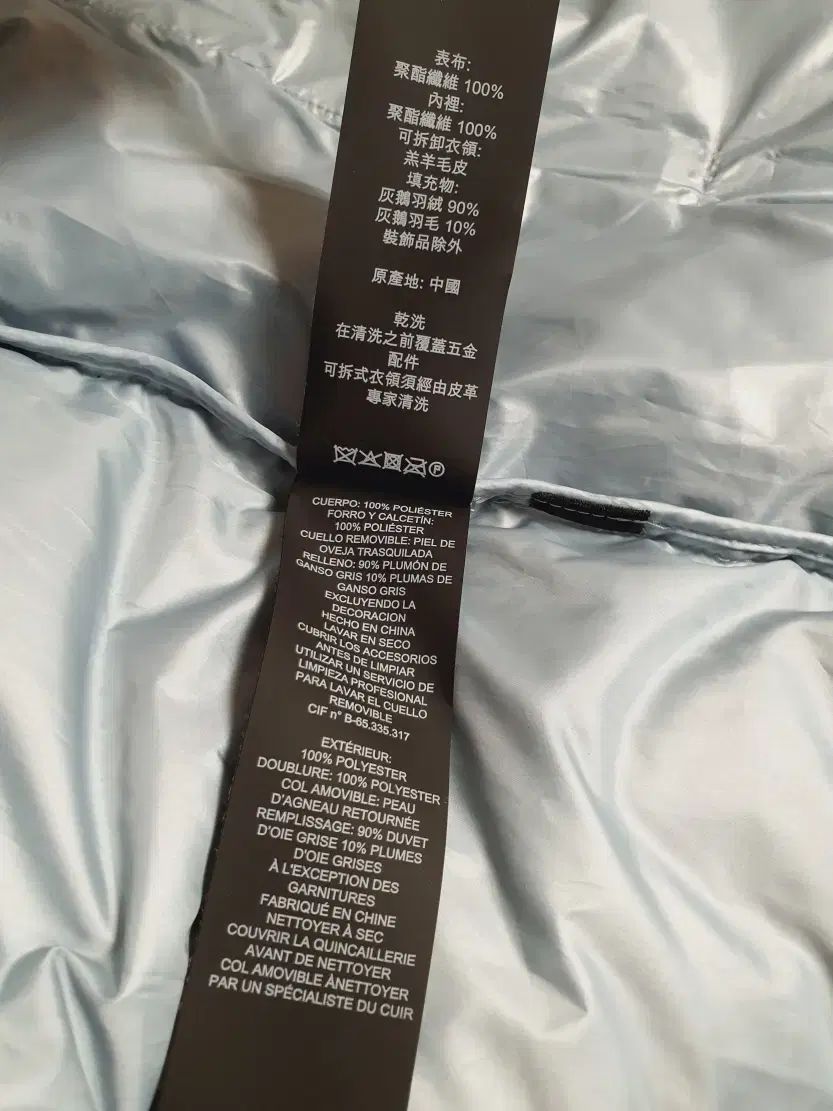 表布:
聚酯纖維 100%
內裡:
聚酯纖維 100%
可拆卸衣領:
羔羊毛皮
填充物:
灰鵝羽絨 90%
灰鵝羽毛 10%
裝飾品除外
原產地: 中國
乾洗
在清洗之前覆蓋五金
配件
可拆式衣領須經由皮革
專家清洗
P
CUERPO: 100% POLIÉSTER
FORRO Y CALCETÍN:
100% POLIÉSTER
CUELLO REMOVIBLE: PIEL DE
OVEJA TRASQUILADA
RELLENO: 90% PLUMÓN DE
GANSO GRIS 10% PLUMAS DE
GANSO GRIS
EXCLUYENDO LA
DECORACION
HECHO EN CHINA
LAVAR EN SECO
CUBRIR LOS ACCESORIOS
ANTES DE LIMPIAR
UTILIZAR UN SERVICIO DE
LIMPIEZA PROFESIONAL
PARA LAVAR EL CUELLO
REMOVIBLE
CIF n° B-65.335.317
EXTÉRIEUR:
100% POLYESTER
DOUBLURE: 100% POLYESTER
COL AMOVIBLE: PEAU
D'AGNEAU RETOURNÉE
REMPLISSAGE: 90% DUVET
D'OIE GRISE 10% PLUMES
D'OIE GRISES
À L'EXCEPTION DES
GARNITURES
FABRIQUÉ EN CHINE
NETTOYER À SEC
COUVRIR LA QUINCAILLERIE
AVANT DE NETTOYER
COL AMOVIBLE ÀNETTOYER
PAR UN SPÉCIALISTE DU CUIR